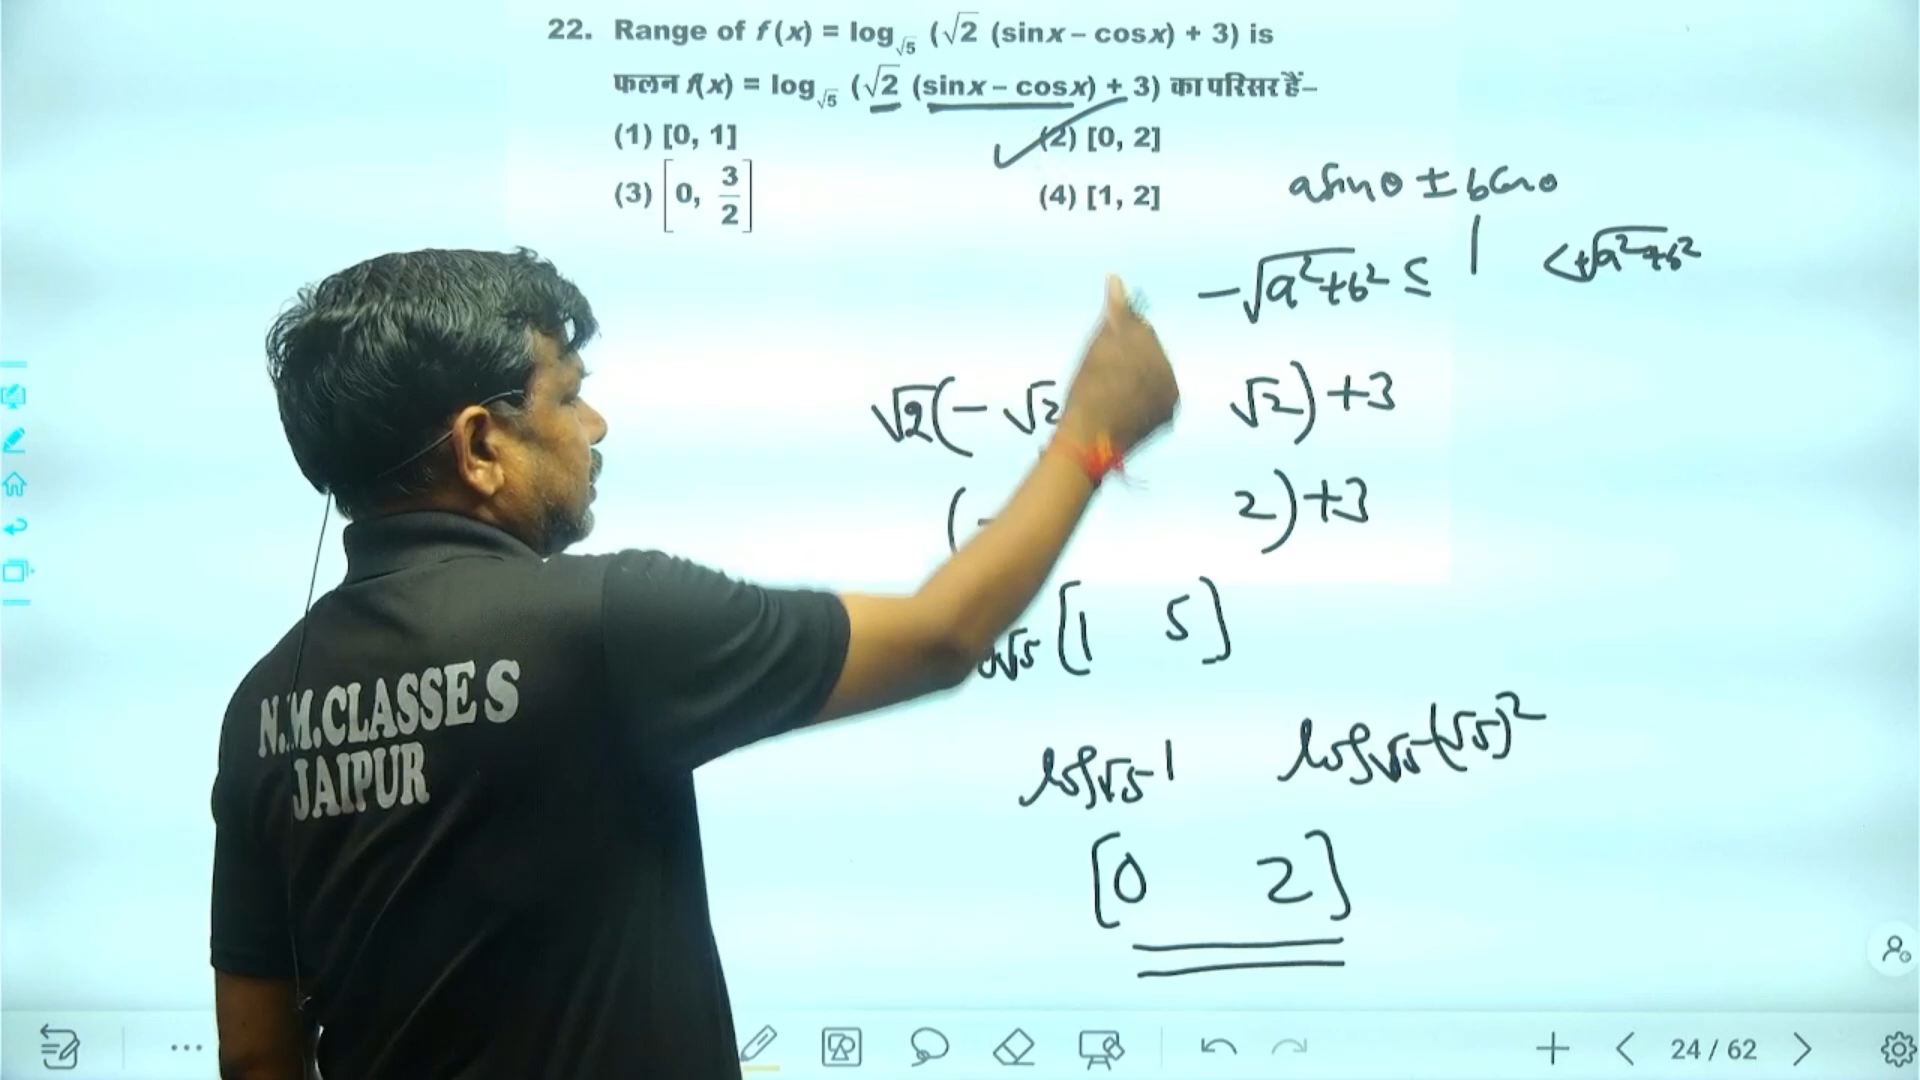 22. Range of f(x) = log√5 (√2 (sinx – cosx) + 3) is
फलन f(x) = log√5 (√2 (sinx – cosx) + 3) का परिसर हैं–
(1) [0, 1] (2) [0, 2]
(3) [0, 3/2] (4) [1, 2]
asinθ ± bcosθ
-√a²+b² ≤ | <+√a²+b²
√2(-√2 √2)+3
( 2)+3
√5 [1 5]
log√5 1 log√5 (√5)²
[0 2]
N.M.CLASSES
JAIPUR
24 / 62